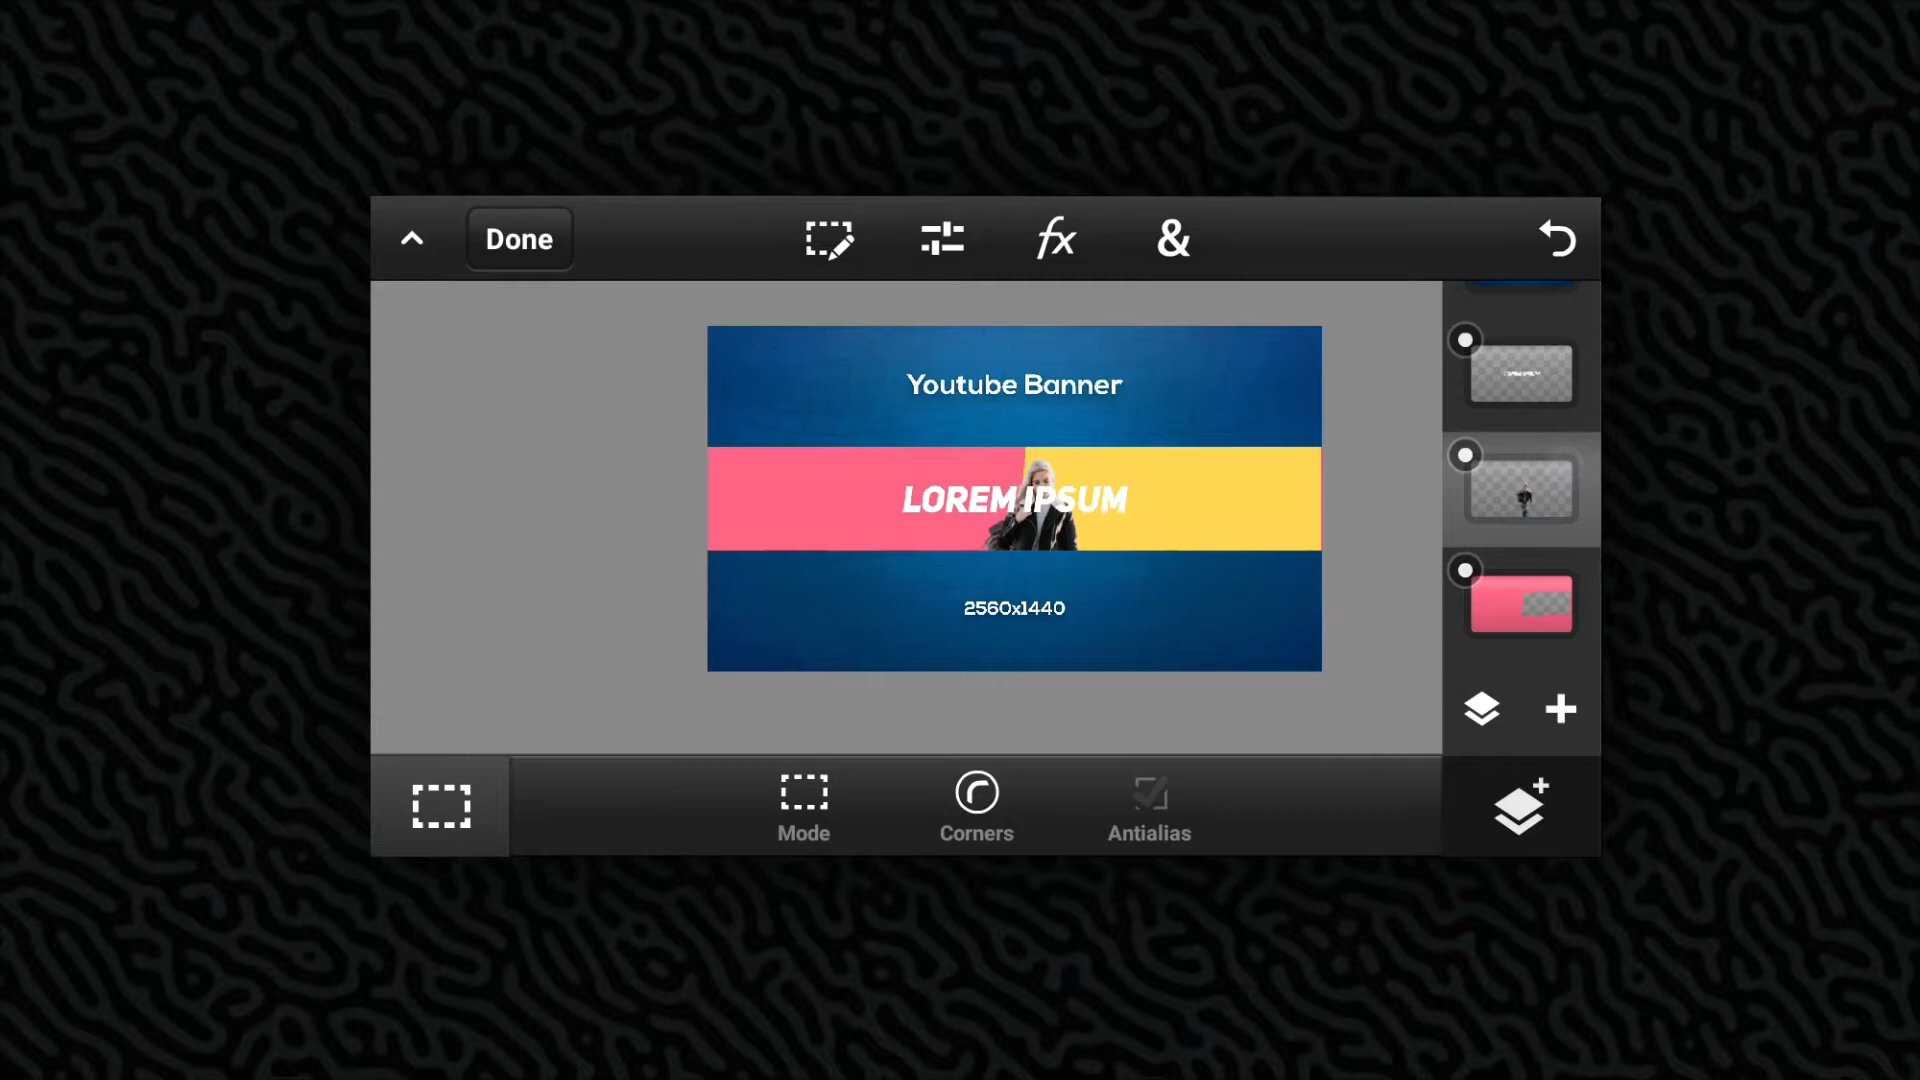 Done
fx
&
Youtube Banner
LOREM IPSUM
2560x1440
Mode
Corners
Antialias